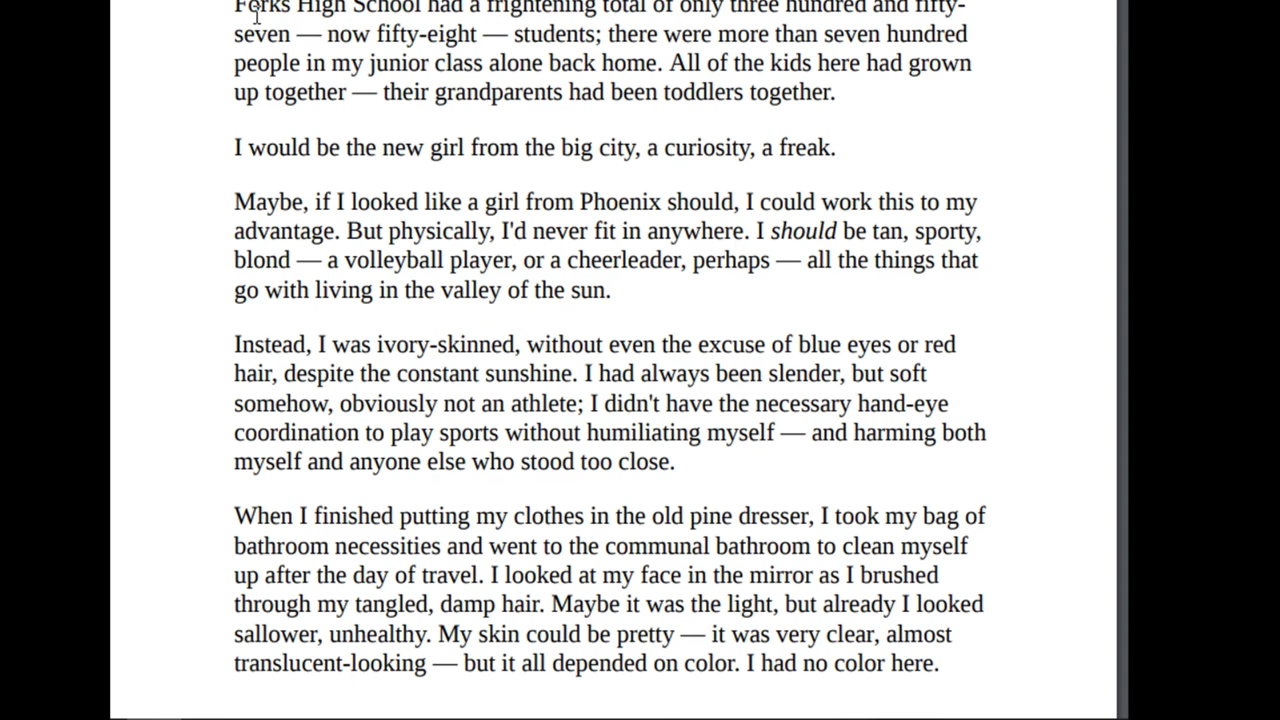 Forks High School had a frightening total of only three hundred and fifty-
seven — now fifty-eight — students; there were more than seven hundred
people in my junior class alone back home. All of the kids here had grown
up together — their grandparents had been toddlers together.
I would be the new girl from the big city, a curiosity, a freak.
Maybe, if I looked like a girl from Phoenix should, I could work this to my
advantage. But physically, I'd never fit in anywhere. I should be tan, sporty,
blond — a volleyball player, or a cheerleader, perhaps — all the things that
go with living in the valley of the sun.
Instead, I was ivory-skinned, without even the excuse of blue eyes or red
hair, despite the constant sunshine. I had always been slender, but soft
somehow, obviously not an athlete; I didn't have the necessary hand-eye
coordination to play sports without humiliating myself — and harming both
myself and anyone else who stood too close.
When I finished putting my clothes in the old pine dresser, I took my bag of
bathroom necessities and went to the communal bathroom to clean myself
up after the day of travel. I looked at my face in the mirror as I brushed
through my tangled, damp hair. Maybe it was the light, but already I looked
sallower, unhealthy. My skin could be pretty — it was very clear, almost
translucent-looking — but it all depended on color. I had no color here.